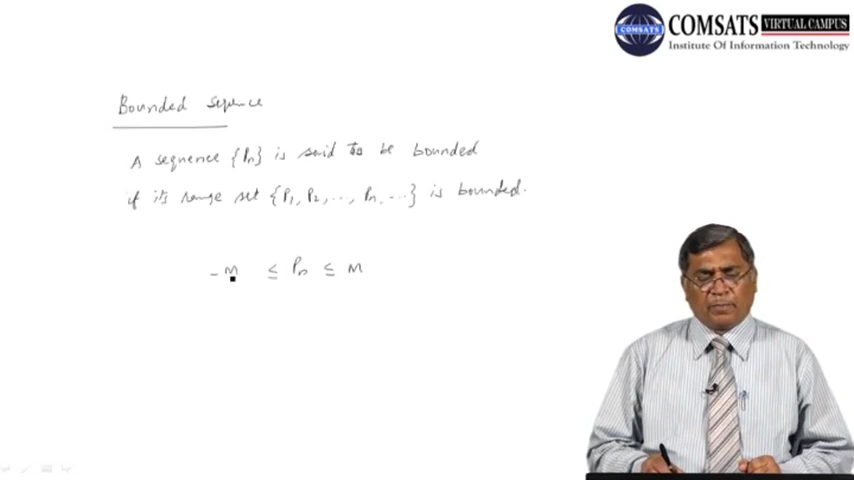 COMSATS VIRTUAL CAMPUS
COMSATS
Institute Of Information Technology
Bounded sequence
A sequence {Pn} is said to be bounded
if its range set {P1, P2, ..., Pn, ...} is bounded.
- M ≤ Pn ≤ M